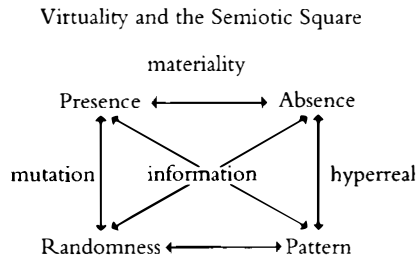 Virtuality and the Semiotic Square
materiality
Presence Absence
mutation information hyperreal
Randomness Pattern